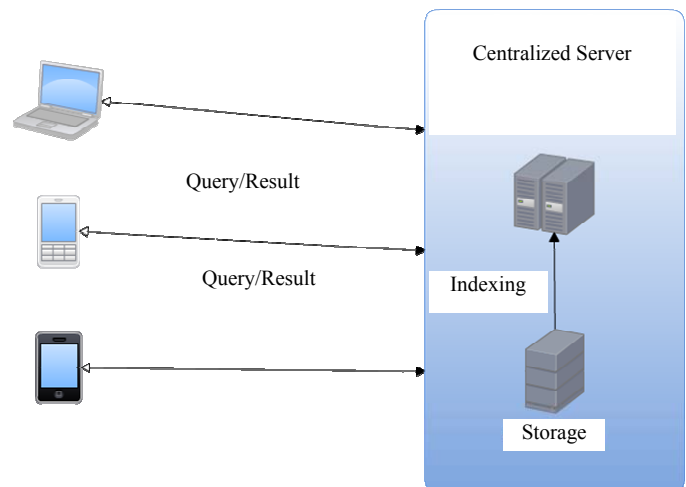 Centralized Server
Query/Result
Query/Result
Indexing
Storage